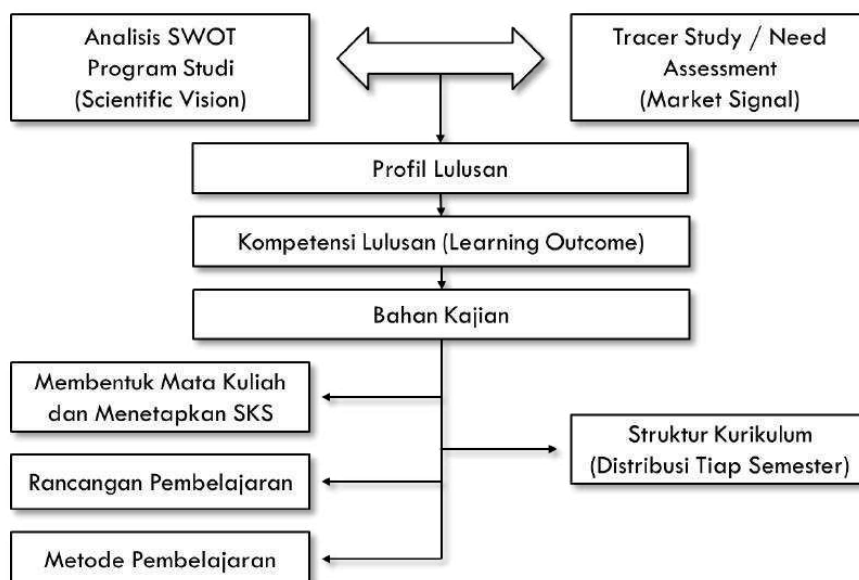 Analisis SWOT
Program Studi
(Scientific Vision)
Tracer Study / Need
Assessment
(Market Signal)
Profil Lulusan
Kompetensi Lulusan (Learning Outcome)
Bahan Kajian
Membentuk Mata Kuliah
dan Menetapkan SKS
Struktur Kurikulum
(Distribusi Tiap Semester)
Rancangan Pembelajaran
Metode Pembelajaran